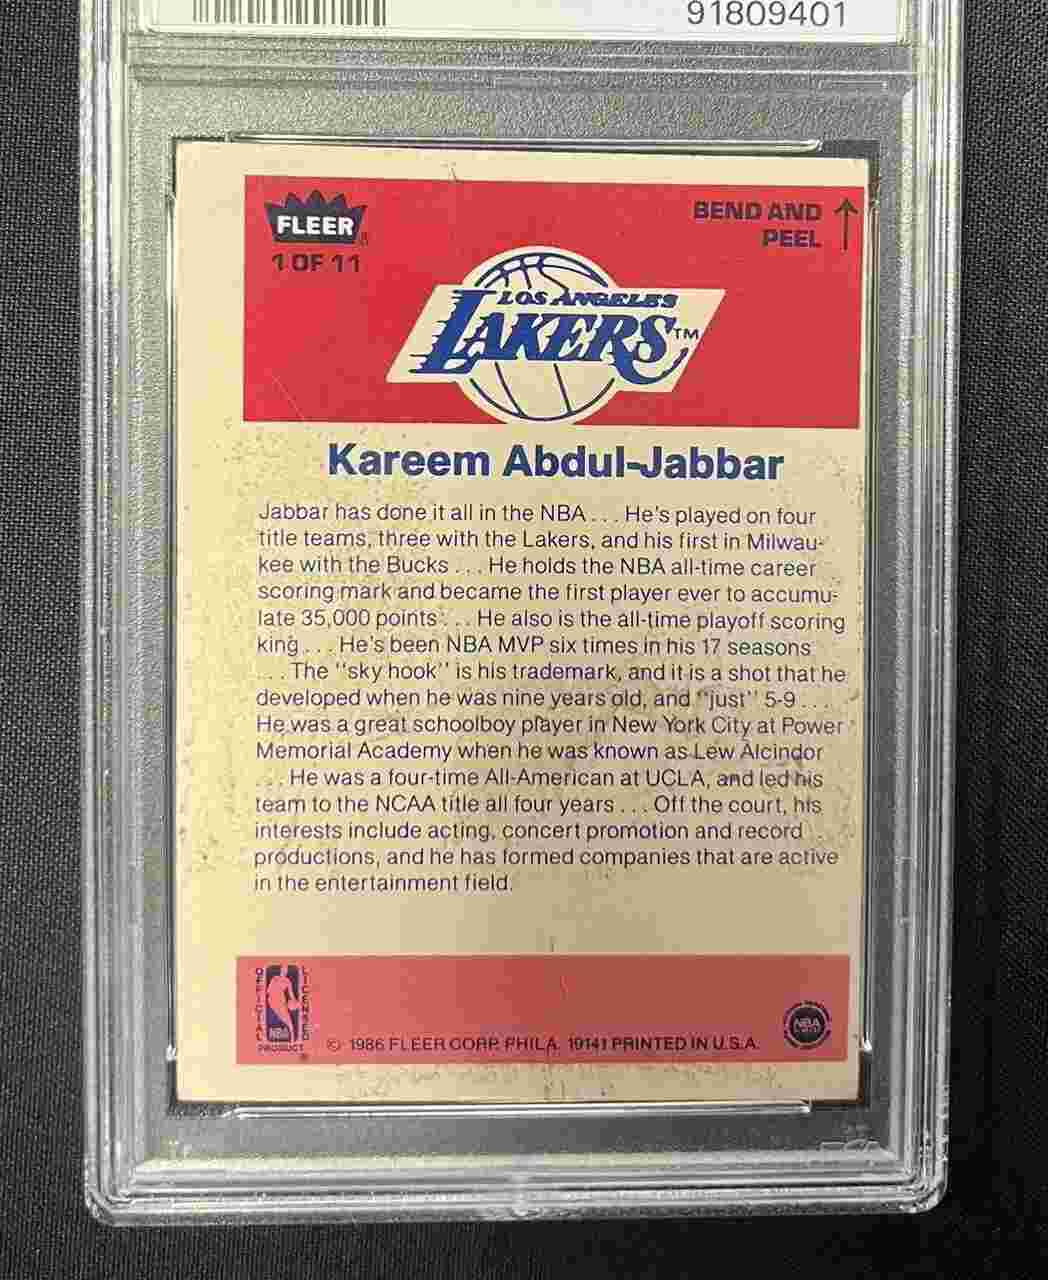 91809401
FLEER
1 OF 11
BEND AND
PEEL
LOS ANGELES
LAKERS™
Kareem Abdul-Jabbar
Jabbar has done it all in the NBA . . . He's played on four
title teams, three with the Lakers, and his first in Milwau-
kee with the Bucks . . . He holds the NBA all-time career
scoring mark and became the first player ever to accumu-
late 35,000 points . . . He also is the all-time playoff scoring
king . . . He's been NBA MVP six times in his 17 seasons
. . . The ''sky hook'' is his trademark, and it is a shot that he
developed when he was nine years old, and ''just'' 5-9 . . .
He was a great schoolboy player in New York City at Power
Memorial Academy when he was known as Lew Alcindor
. . . He was a four-time All-American at UCLA, and led his
team to the NCAA title all four years . . . Off the court, his
interests include acting, concert promotion and record
productions, and he has formed companies that are active
in the entertainment field.
OFFICIAL
LICENSED
NBA
PRODUCT
© 1986 FLEER CORP. PHILA. 19141 PRINTED IN U.S.A.
NBA